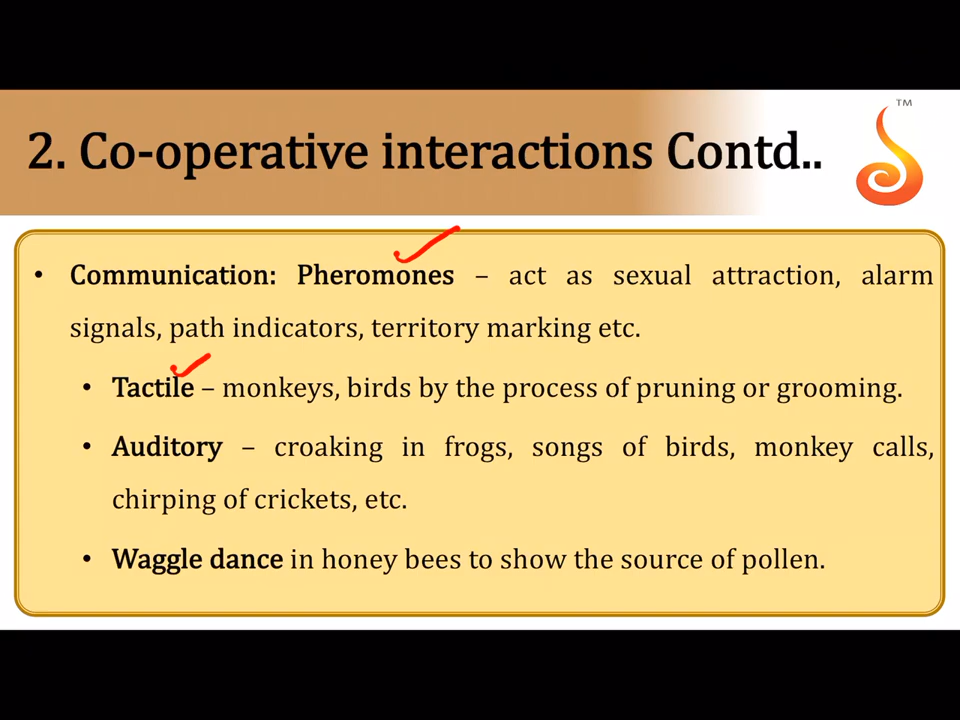 TM
2. Co-operative interactions Contd..
• Communication: Pheromones – act as sexual attraction, alarm
signals, path indicators, territory marking etc.
• Tactile – monkeys, birds by the process of pruning or grooming.
• Auditory – croaking in frogs, songs of birds, monkey calls,
chirping of crickets, etc.
• Waggle dance in honey bees to show the source of pollen.